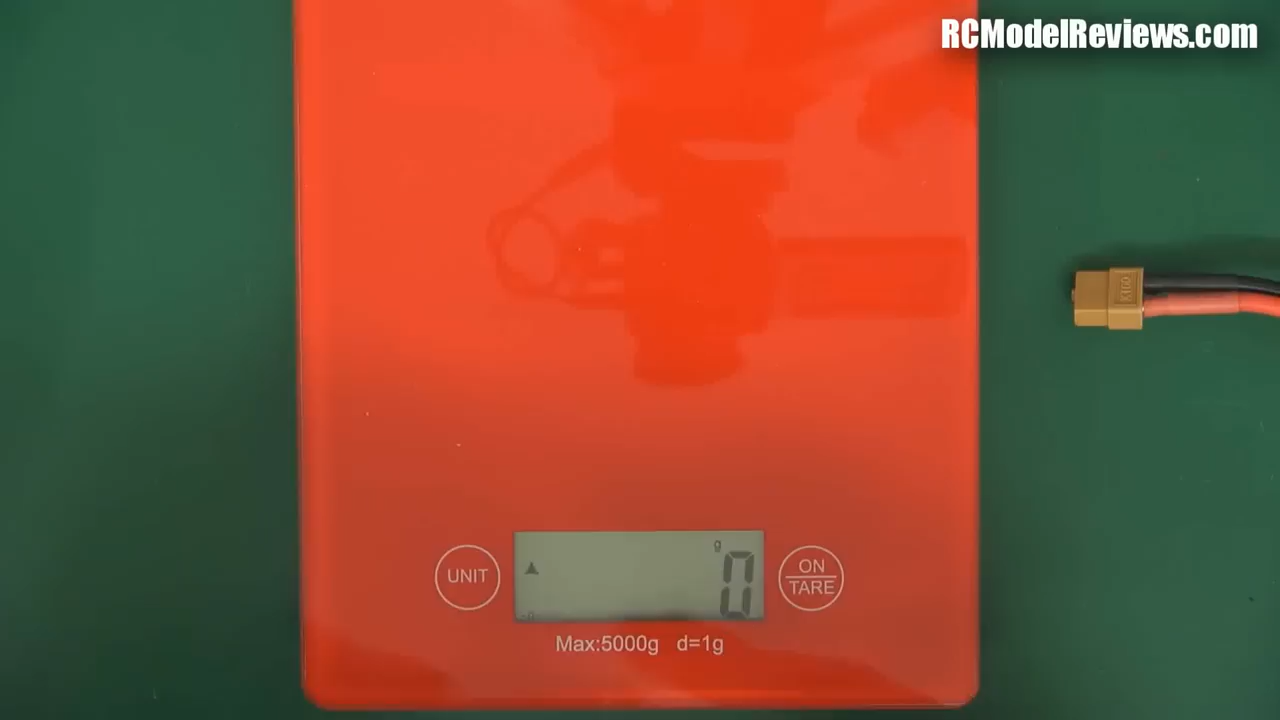 RCModelReviews.com
XT60
UNIT
g
0
ON
TARE
Max:5000g d=1g